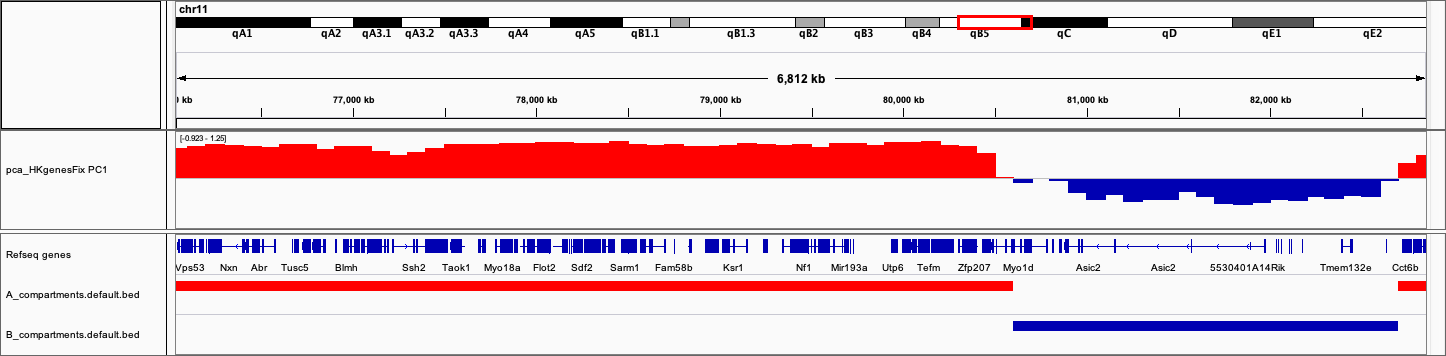 chr11
qA1 qA2 qA3.1 qA3.2 qA3.3 qA4 qA5 qB1.1 qB1.3 qB2 qB3 qB4 qB5 qC qD qE1 qE2
6,812 kb
kb 77,000 kb 78,000 kb 79,000 kb 80,000 kb 81,000 kb 82,000 kb
[-0.923 - 1.25]
pca_HKgenesFix PC1
Refseq genes
Vps53 Nxn Abr Tusc5 Blmh Ssh2 Taok1 Myo18a Flot2 Sdf2 Sarm1 Fam58b Ksr1 Nf1 Mir193a Utp6 Tefm Zfp207 Myo1d Asic2 Asic2 5530401A14Rik Tmem132e Cct6b
A_compartments.default.bed
B_compartments.default.bed